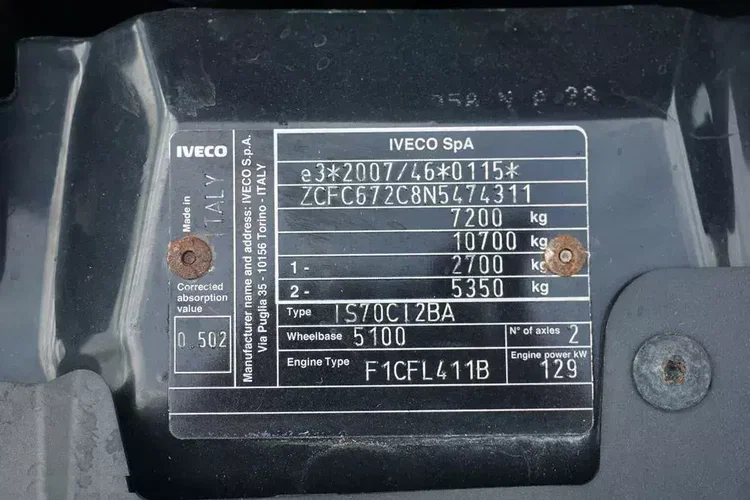 IVECO
Made in
ITALY
Corrected
absorption
value
0.502
Manufacturer name and address: IVECO S.p.A.
Via Puglia 35 - 10156 Torino - ITALY
IVECO SpA
e3*2007/46*0115*
ZCFC672C8N5474311
7200 kg
10700 kg
1- 2700 kg
2- 5350 kg
Type IS70CI2BA
Wheelbase 5100 N° of axles 2
Engine Type F1CFL411B Engine power kW 129